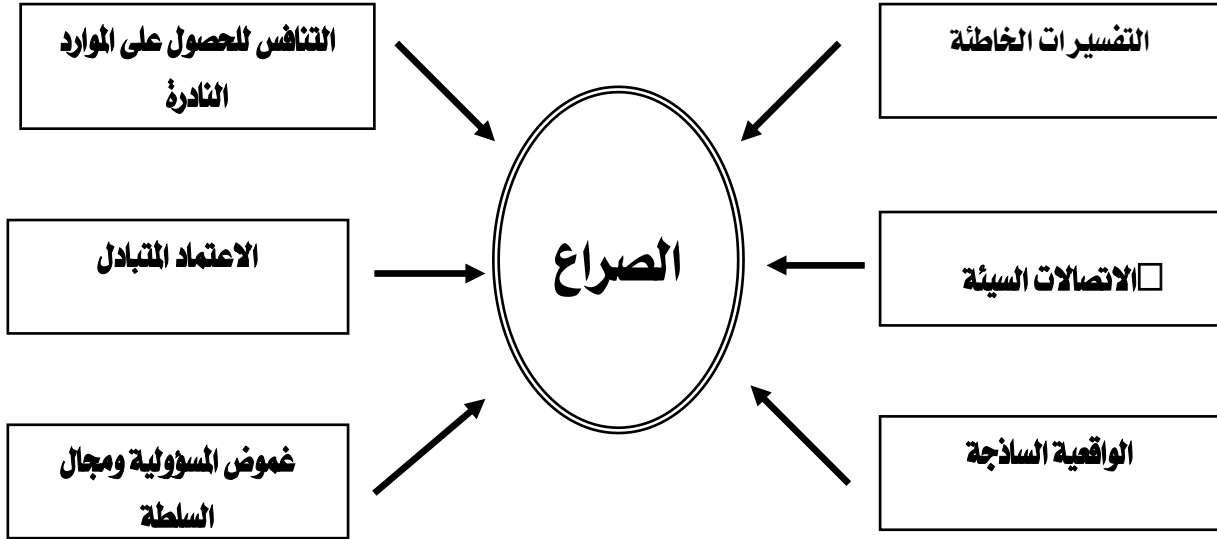 التفسيرات الخاطئة
التنافس للحصول على الموارد
النادرة
الصراع
□الاتصالات السيئة
الاعتماد المتبادل
الواقعية الساذجة
غموض المسؤولية ومجال
السلطة